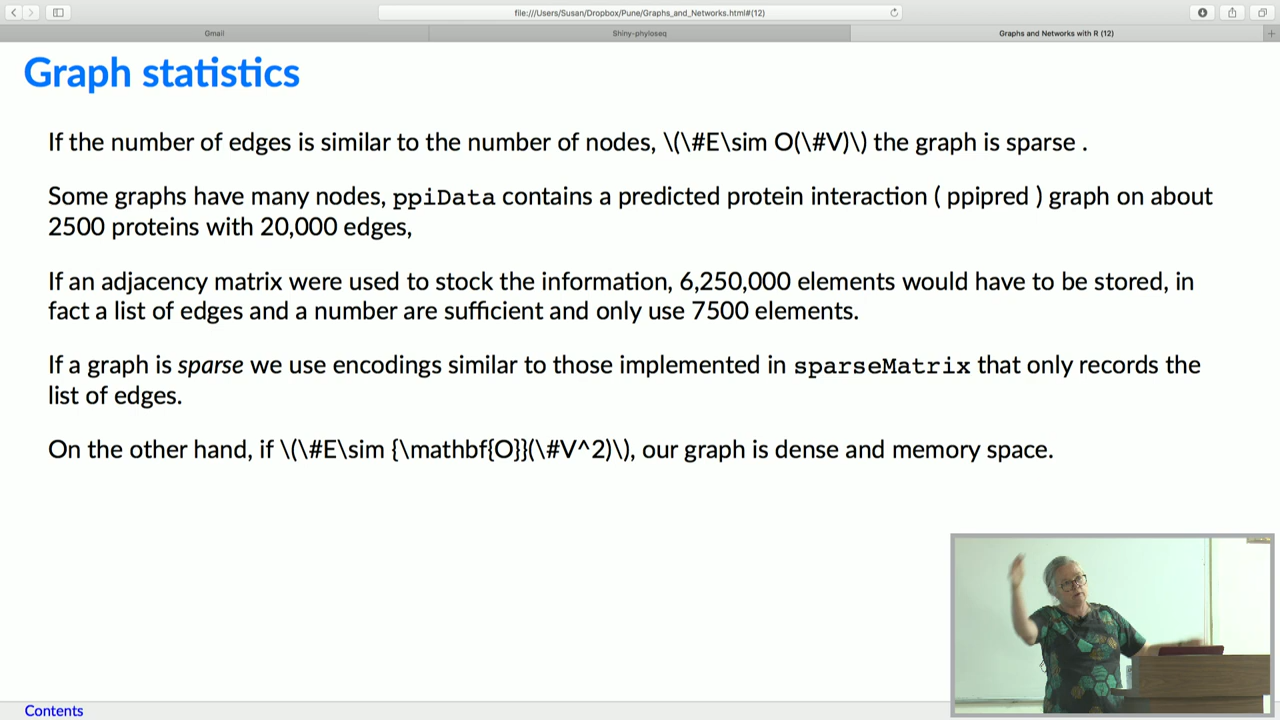 file:///Users/Susan/Dropbox/Pune/Graphs_and_Networks.html#(12)
Gmail
Shiny-phyloseq
Graphs and Networks with R (12)
Graph statistics
If the number of edges is similar to the number of nodes, \(\#E\sim O(\#V)\) the graph is sparse .
Some graphs have many nodes, ppiData contains a predicted protein interaction ( ppipred ) graph on about
2500 proteins with 20,000 edges,
If an adjacency matrix were used to stock the information, 6,250,000 elements would have to be stored, in
fact a list of edges and a number are sufficient and only use 7500 elements.
If a graph is sparse we use encodings similar to those implemented in sparseMatrix that only records the
list of edges.
On the other hand, if \(\#E\sim {\mathbf{O}}(\#V^2)\), our graph is dense and memory space.
Contents